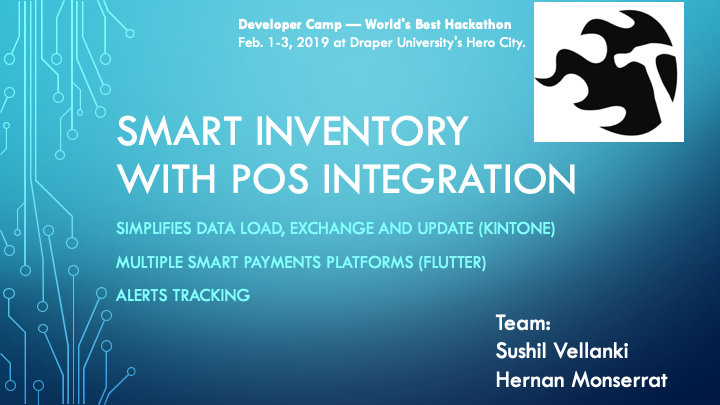 Developer Camp — World's Best Hackathon
Feb. 1-3, 2019 at Draper University's Hero City.
SMART INVENTORY
WITH POS INTEGRATION
SIMPLIFIES DATA LOAD, EXCHANGE AND UPDATE (KINTONE)
MULTIPLE SMART PAYMENTS PLATFORMS (FLUTTER)
ALERTS TRACKING
Team:
Sushil Vellanki
Hernan Monserrat